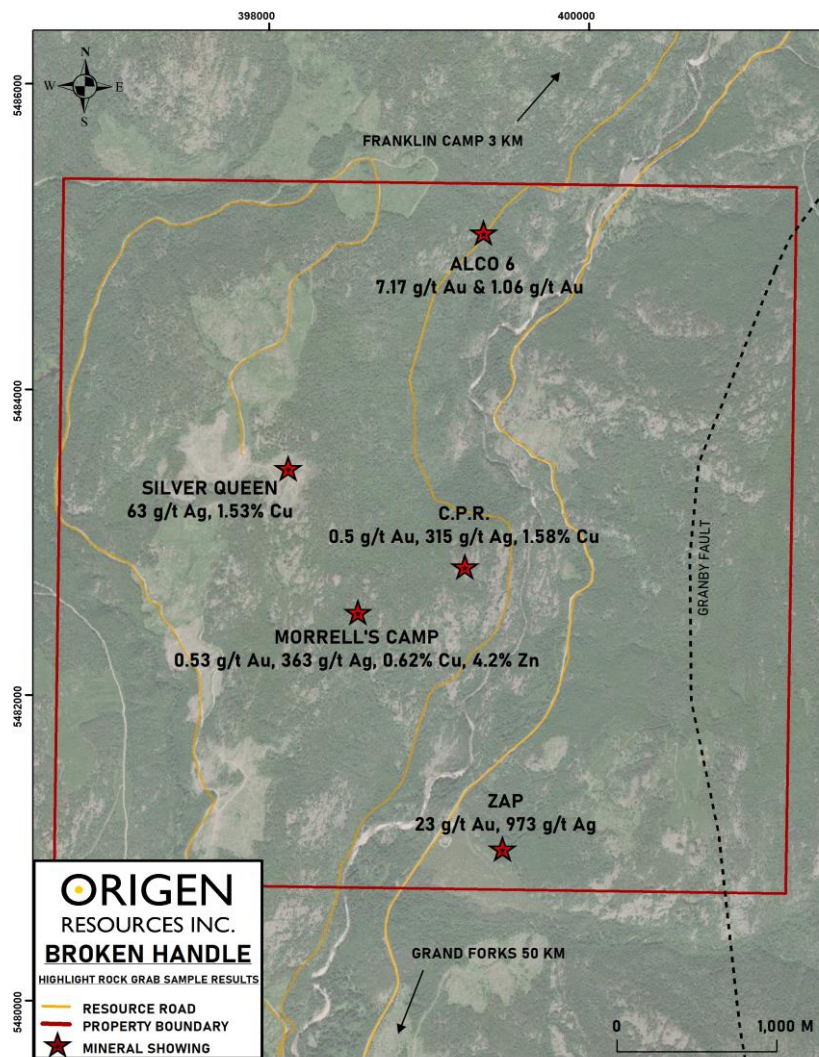 398000
400000
5486000
N
W
E
S
FRANKLIN CAMP 3 KM
ALCO 6
7.17 g/t Au & 1.06 g/t Au
5484000
SILVER QUEEN
63 g/t Ag, 1.53% Cu
C.P.R.
0.5 g/t Au, 315 g/t Ag, 1.58% Cu
GRANBY FAULT
MORRELL'S CAMP
0.53 g/t Au, 363 g/t Ag, 0.62% Cu, 4.2% Zn
5482000
ZAP
23 g/t Au, 973 g/t Ag
ORIGEN
RESOURCES INC.
BROKEN HANDLE
HIGHLIGHT ROCK GRAB SAMPLE RESULTS
RESOURCE ROAD
PROPERTY BOUNDARY
MINERAL SHOWING
GRAND FORKS 50 KM
5480000
0
1,000 M